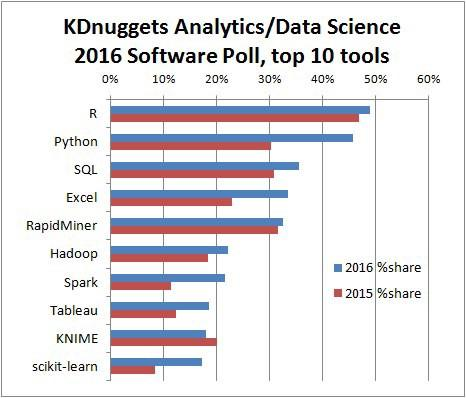 KDnuggets Analytics/Data Science
2016 Software Poll, top 10 tools
0% 10% 20% 30% 40% 50% 60%
R
Python
SQL
Excel
RapidMiner
Hadoop
Spark
Tableau
KNIME
scikit-learn
2016 %share
2015 %share